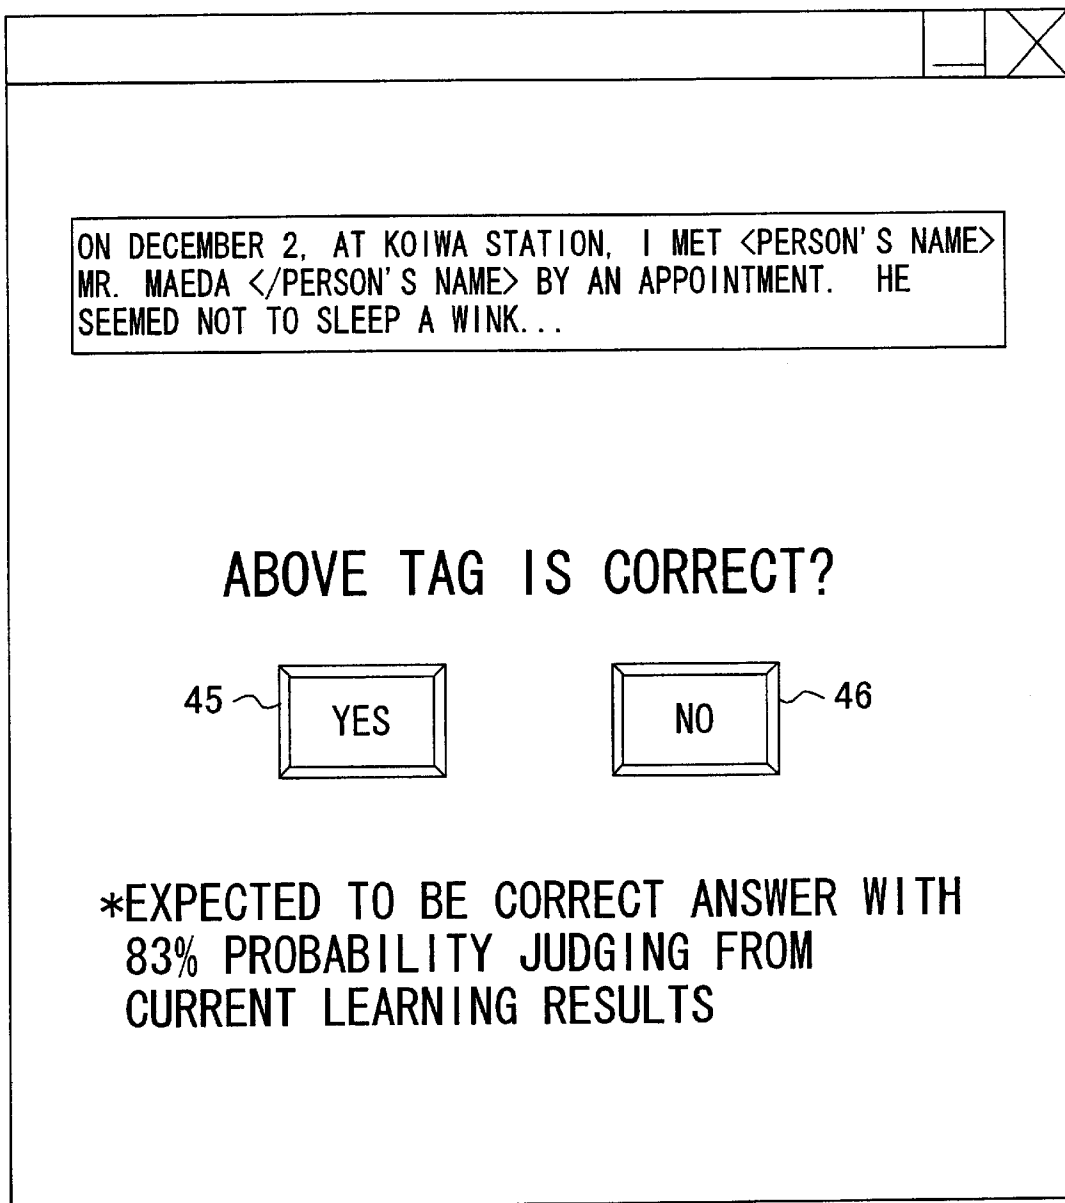 ON DECEMBER 2, AT KOIWA STATION, I MET <PERSON'S NAME>
MR. MAEDA </PERSON'S NAME> BY AN APPOINTMENT. HE
SEEMED NOT TO SLEEP A WINK...
ABOVE TAG IS CORRECT?
45 YES NO 46
*EXPECTED TO BE CORRECT ANSWER WITH
83% PROBABILITY JUDGING FROM
CURRENT LEARNING RESULTS